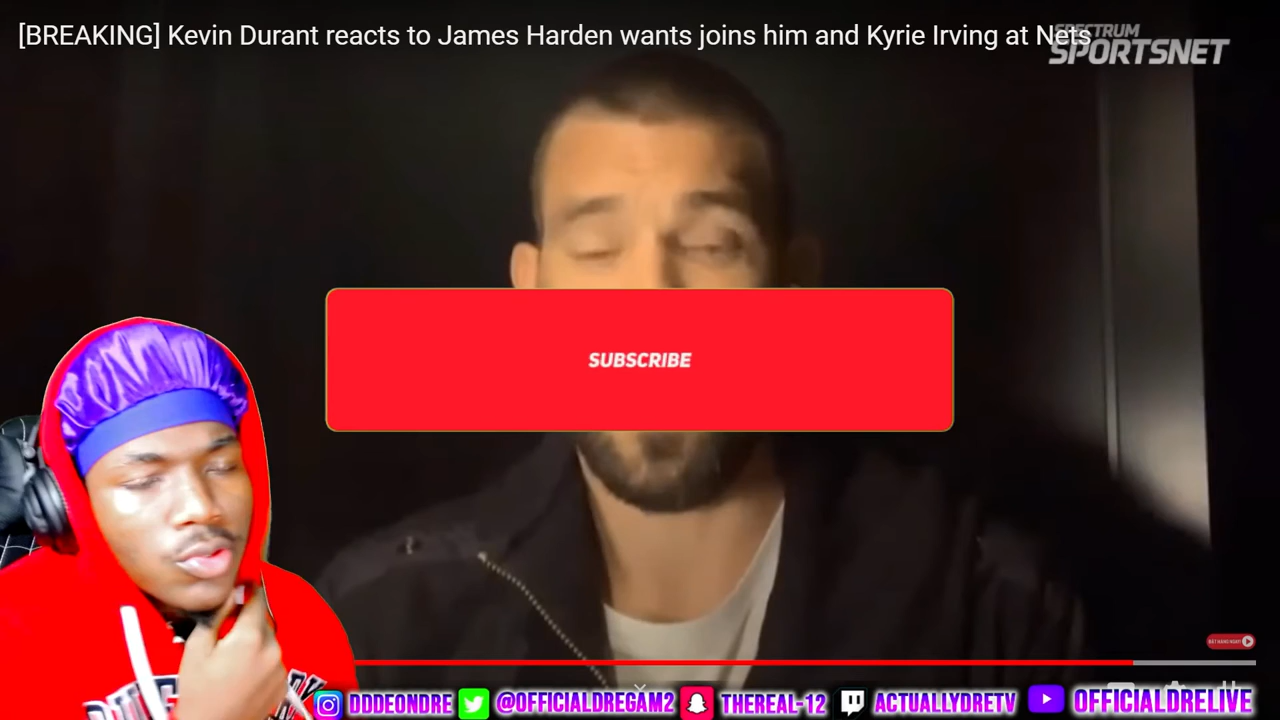 [BREAKING] Kevin Durant reacts to James Harden wants joins him and Kyrie Irving at Nets
SPECTRUM
SPORTSNET
SUBSCRIBE
DDDEONDRE @OFFICIALDREGAM2 THEREAL-12 ACTUALLYDRETV OFFICIALDRELIVE